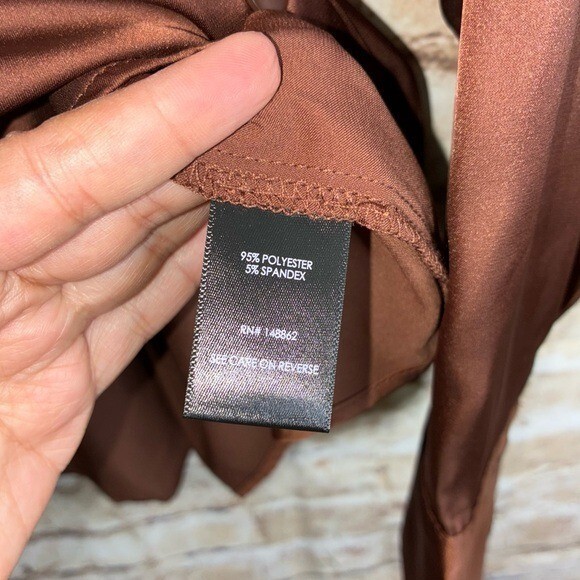 95% POLYESTER
5% SPANDEX
RN# 148862
SEE CARE ON REVERSE